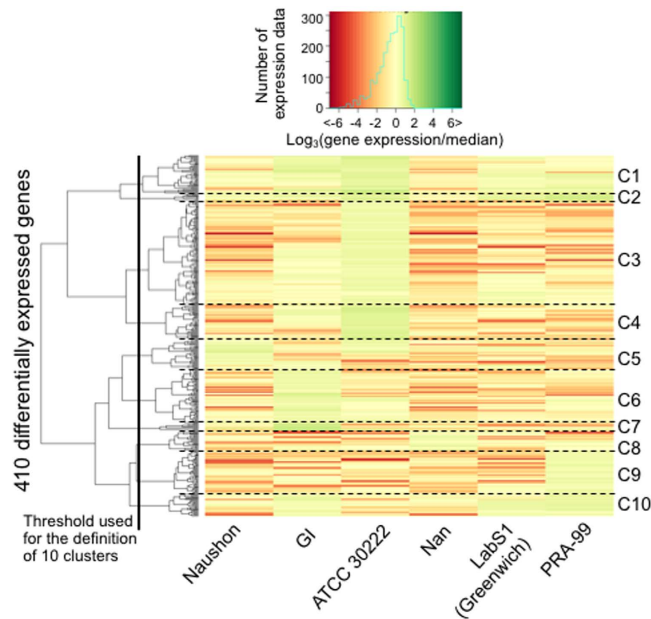 Number of
expression data
300
200
100
0
<-6 -4 -2 0 2 4 6>
Log3(gene expression/median)
410 differentially expressed genes
C1
C2
C3
C4
C5
C6
C7
C8
C9
C10
Threshold used
for the definition
of 10 clusters
Naushon
GI
ATCC 30222
Nan
LabS1
(Greenwich)
PRA-99